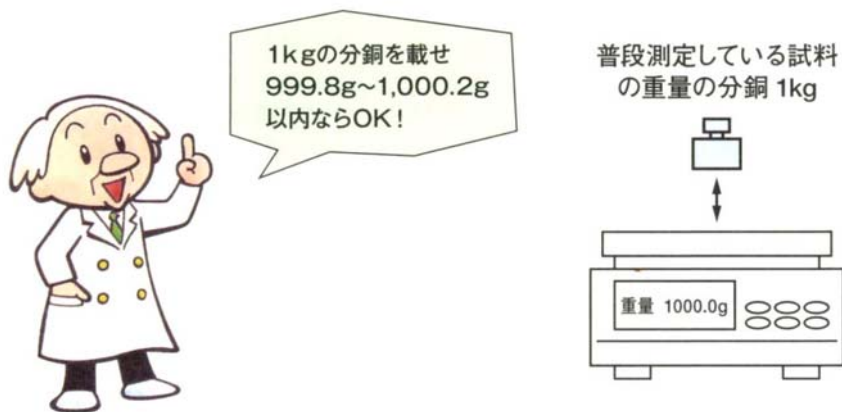 1kgの分銅を載せ
999.8g~1,000.2g
以内ならOK!
普段測定している試料
の重量の分銅 1kg
重量 1000.0g